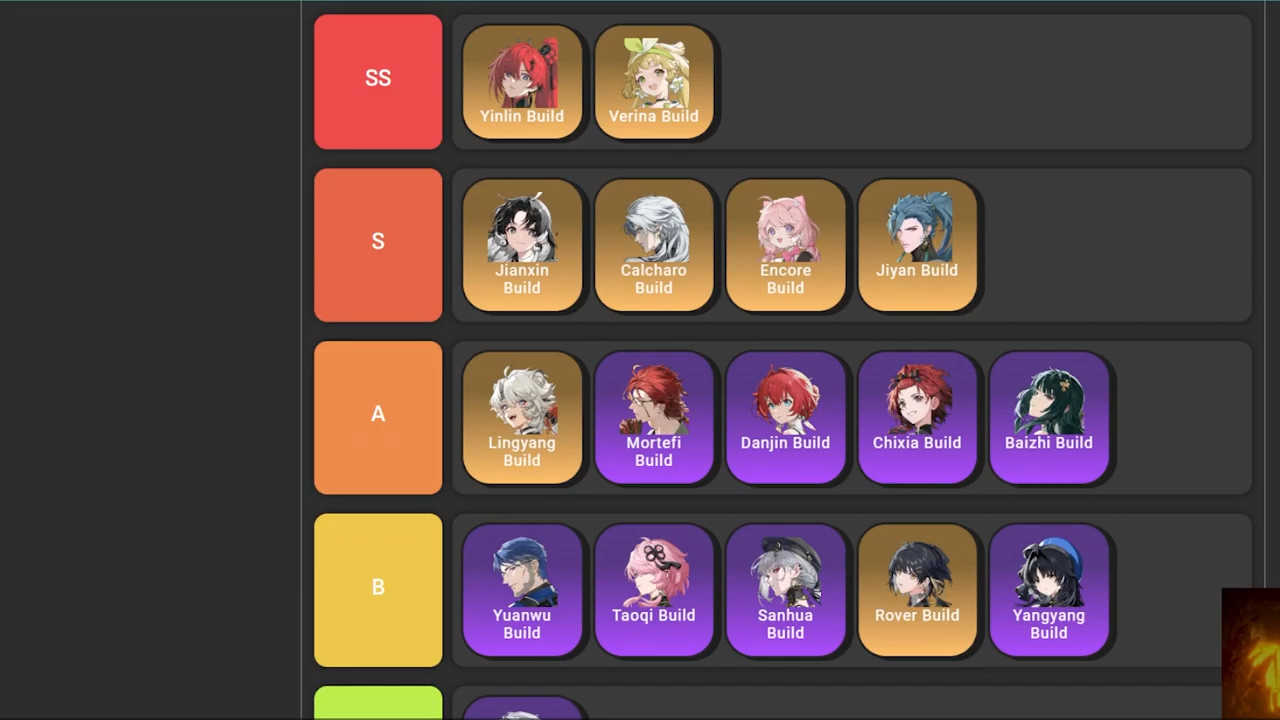 SS
Yinlin Build
Verina Build
S
Jianxin
Build
Calcharo
Build
Encore
Build
Jiyan Build
A
Lingyang
Build
Mortefi
Build
Danjin Build
Chixia Build
Baizhi Build
B
Yuanwu
Build
Taoqi Build
Sanhua
Build
Rover Build
Yangyang
Build